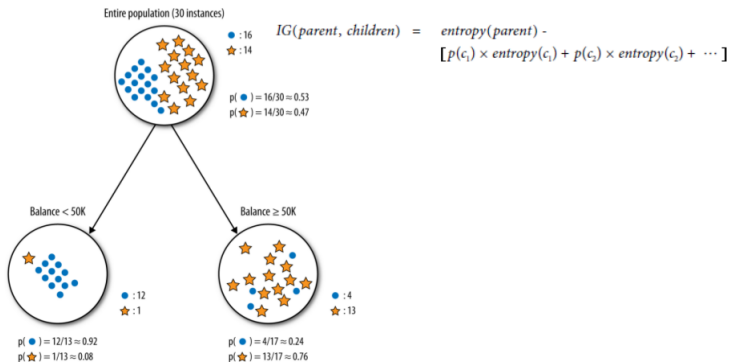 Entire population (30 instances)
● : 16
☆ : 14
p( ● ) = 16/30 ≈ 0.53
p( ☆ ) = 14/30 ≈ 0.47
IG(parent, children) = entropy(parent) -
[p(c₁) × entropy(c₁) + p(c₂) × entropy(c₂) + ⋯ ]
Balance < 50K
● : 12
☆ : 1
p( ● ) = 12/13 ≈ 0.92
p( ☆ ) = 1/13 ≈ 0.08
Balance ≥ 50K
● : 4
☆ : 13
p( ● ) = 4/17 ≈ 0.24
p( ☆ ) = 13/17 ≈ 0.76